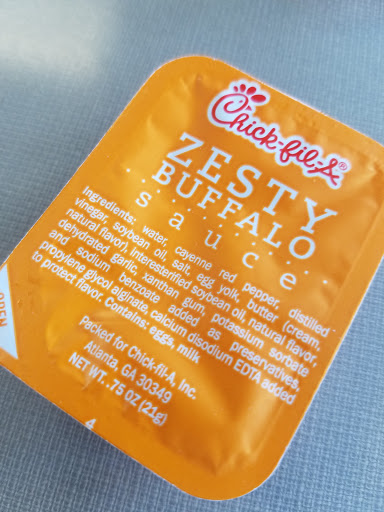 Chick-fil-A®
ZESTY
BUFFALO
sauce
Ingredients: water, cayenne red pepper, distilled
vinegar, soybean oil, salt, egg yolk, butter (cream,
natural flavor), interesterified soybean oil, natural flavor,
dehydrated garlic, xanthan gum, potassium sorbate
and sodium benzoate added as preservatives,
propylene glycol alginate, calcium disodium EDTA added
to protect flavor. Contains: eggs, milk
Packed for Chick-fil-A, Inc.
Atlanta, GA 30349
NET WT. .75 OZ (21g)
OPEN
4